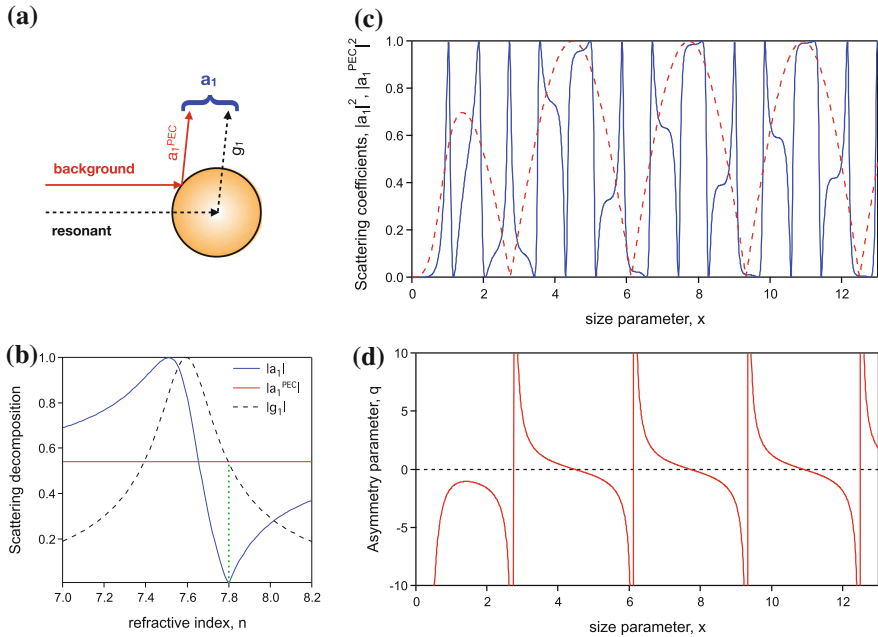 (a)
a₁
a₁ᴾᴱᶜ
g₁
background
resonant
(b)
Scattering decomposition
1.0
0.8
0.6
0.4
0.2
|a₁|
|a₁ᴾᴱᶜ|
|g₁|
7.0 7.2 7.4 7.6 7.8 8.0 8.2
refractive index, n
(c)
Scattering coefficients, |a₁|², |a₁ᴾᴱᶜ|²
1.0
0.8
0.6
0.4
0.2
0.0
0 2 4 6 8 10 12
size parameter, x
(d)
Asymmetry parameter, q
10
5
0
-5
-10
0 2 4 6 8 10 12
size parameter, x